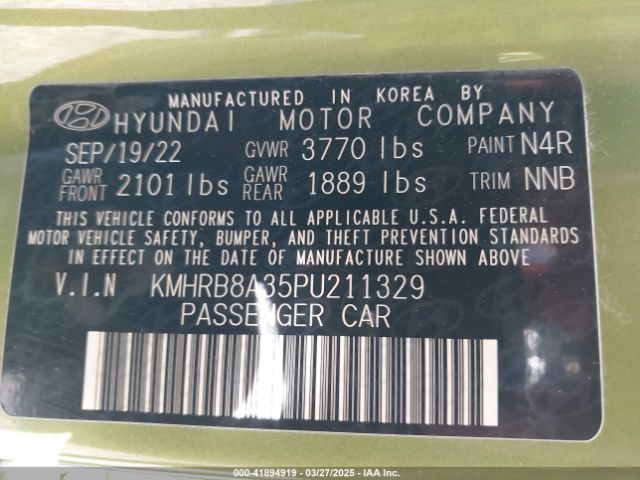 MANUFACTURED IN KOREA BY
HYUNDAI MOTOR COMPANY
SEP/19/22 GVWR 3770 lbs PAINT N4R
GAWR FRONT 2101 lbs GAWR REAR 1889 lbs TRIM NNB
THIS VEHICLE CONFORMS TO ALL APPLICABLE U.S.A. FEDERAL
MOTOR VEHICLE SAFETY, BUMPER, AND THEFT PREVENTION
STANDARDS IN EFFECT ON THE DATE OF MANUFACTURE SHOWN ABOVE
V.I.N KMHRB8A35PU211329
PASSENGER CAR
000-41894919 — 03/27/2025 — IAA Inc.